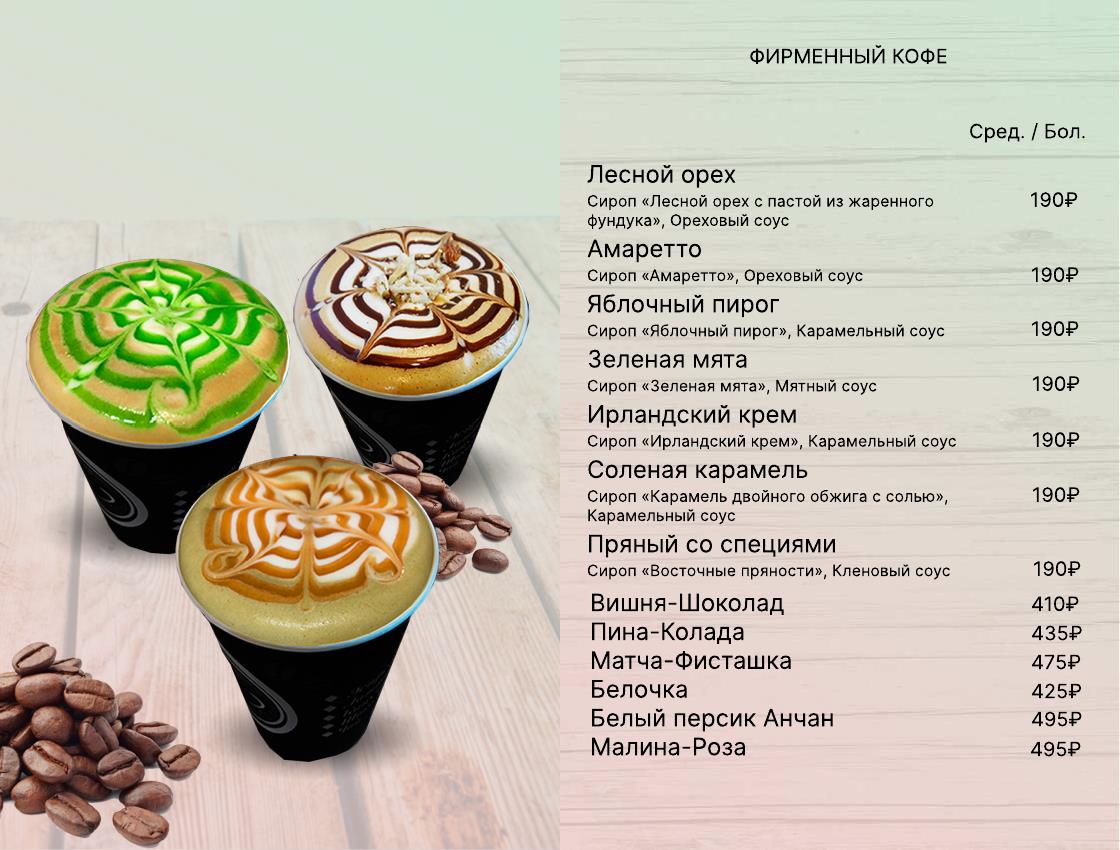 ФИРМЕННЫЙ КОФЕ
Сред. / Бол.
Лесной орех
Сироп «Лесной орех с пастой из жаренного 190₽
фундука», Ореховый соус
Амаретто
Сироп «Амаретто», Ореховый соус 190₽
Яблочный пирог
Сироп «Яблочный пирог», Карамельный соус 190₽
Зеленая мята
Сироп «Зеленая мята», Мятный соус 190₽
Ирландский крем
Сироп «Ирландский крем», Карамельный соус 190₽
Соленая карамель
Сироп «Карамель двойного обжига с солью», 190₽
Карамельный соус
Пряный со специями
Сироп «Восточные пряности», Кленовый соус 190₽
Вишня-Шоколад 410₽
Пина-Колада 435₽
Матча-Фисташка 475₽
Белочка 425₽
Белый персик Анчан 495₽
Малина-Роза 495₽